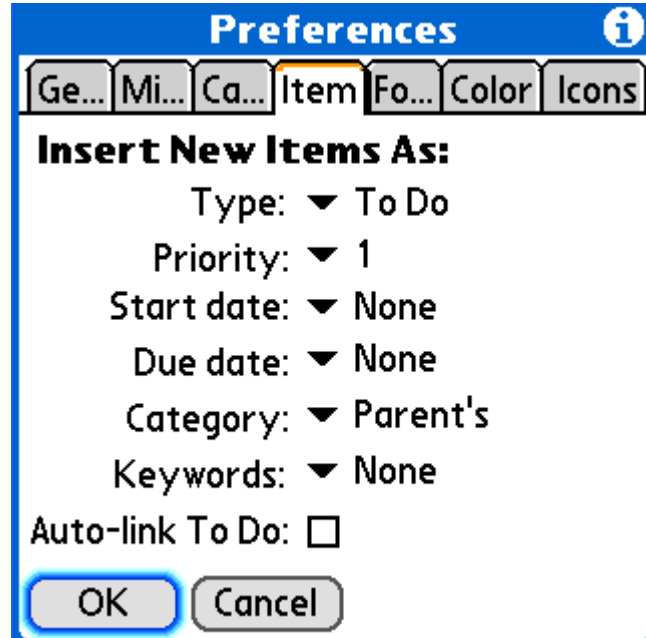 Preferences
Ge... Mi... Ca... Item Fo... Color Icons
Insert New Items As:
Type: To Do
Priority: 1
Start date: None
Due date: None
Category: Parent's
Keywords: None
Auto-link To Do:
OK Cancel